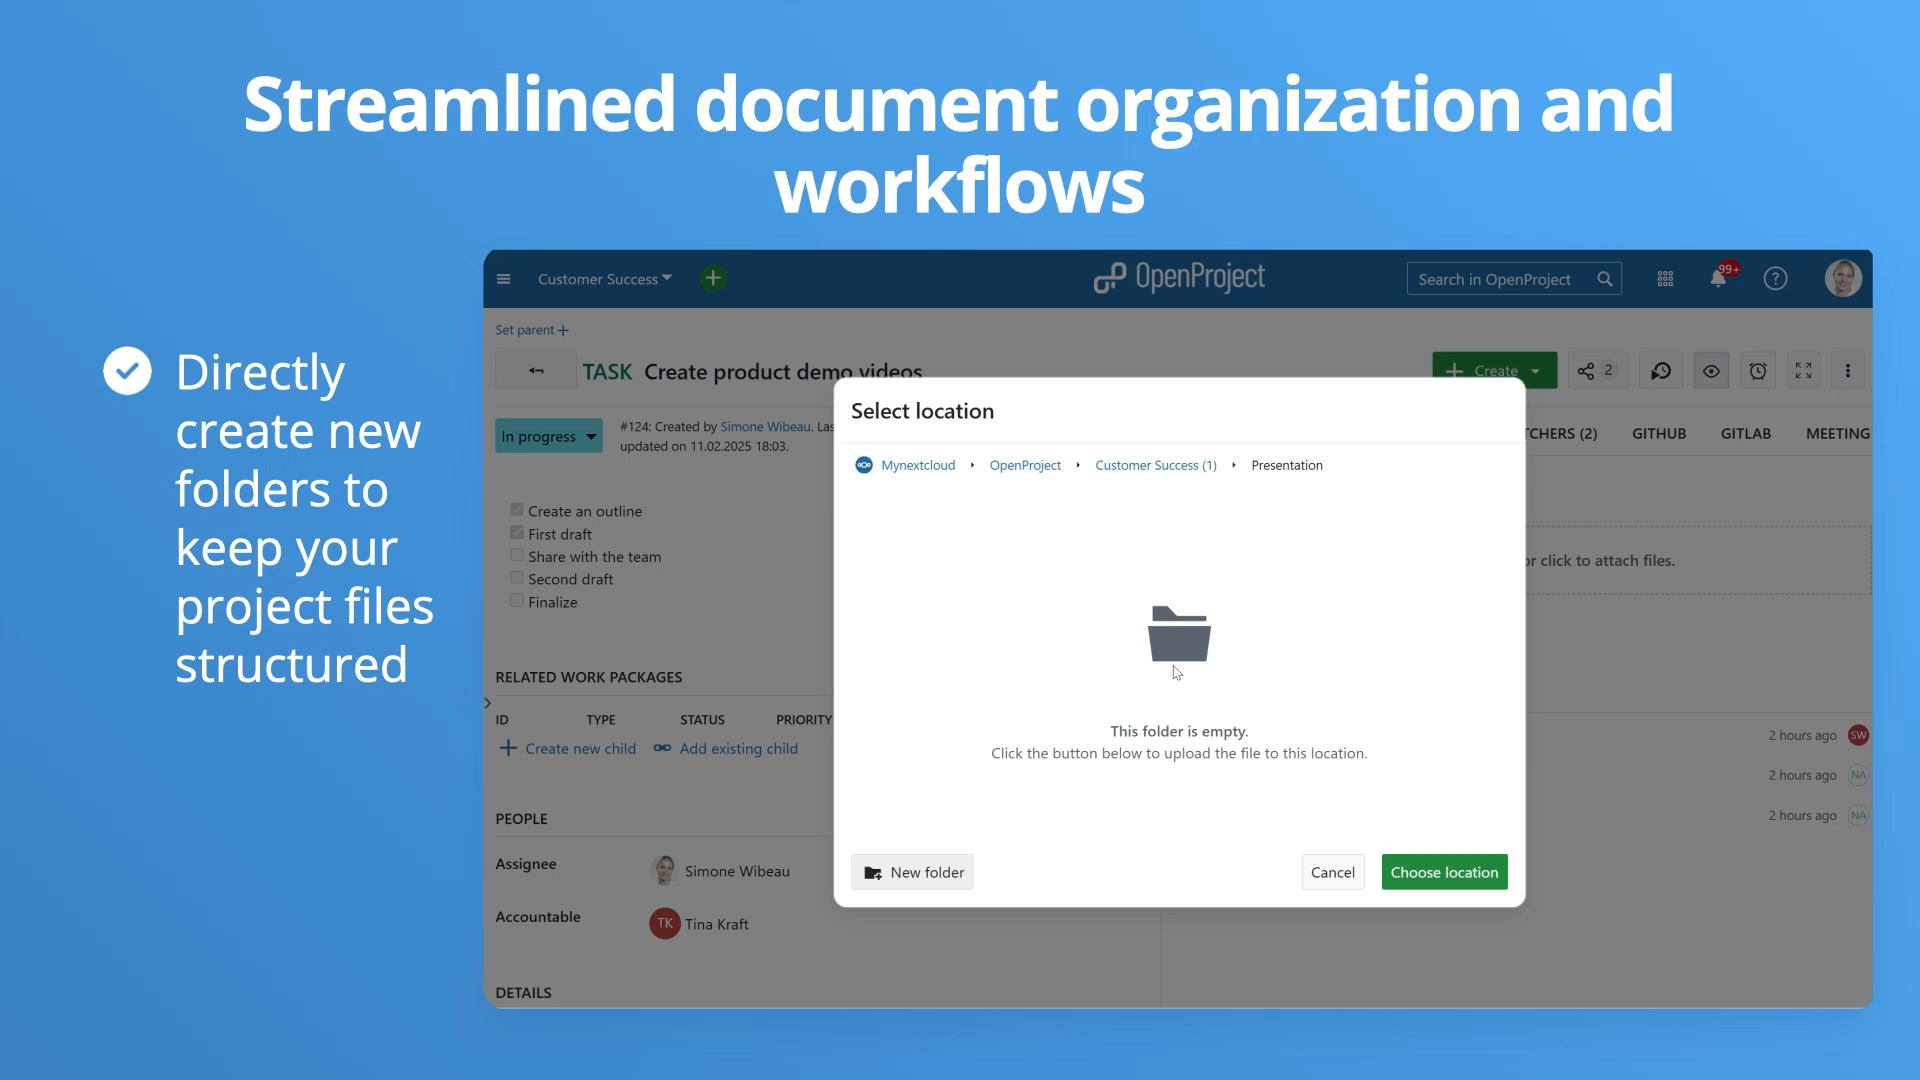 Streamlined document organization and
workflows
Directly
create new
folders to
keep your
project files
structured
Customer Success
OpenProject
Search in OpenProject
99+
Set parent
TASK Create product demo videos
Create
2
In progress
#124: Created by Simone Wibeau. Las
updated on 11.02.2025 18:03.
TCHERS (2) GITHUB GITLAB MEETING
Select location
Mynextcloud OpenProject Customer Success (1) Presentation
Create an outline
First draft
Share with the team
Second draft
Finalize
or click to attach files.
RELATED WORK PACKAGES
ID TYPE STATUS PRIORITY
Create new child Add existing child
This folder is empty.
Click the button below to upload the file to this location.
2 hours ago SW
2 hours ago NA
2 hours ago NA
PEOPLE
Assignee Simone Wibeau
New folder Cancel Choose location
Accountable TK Tina Kraft
DETAILS